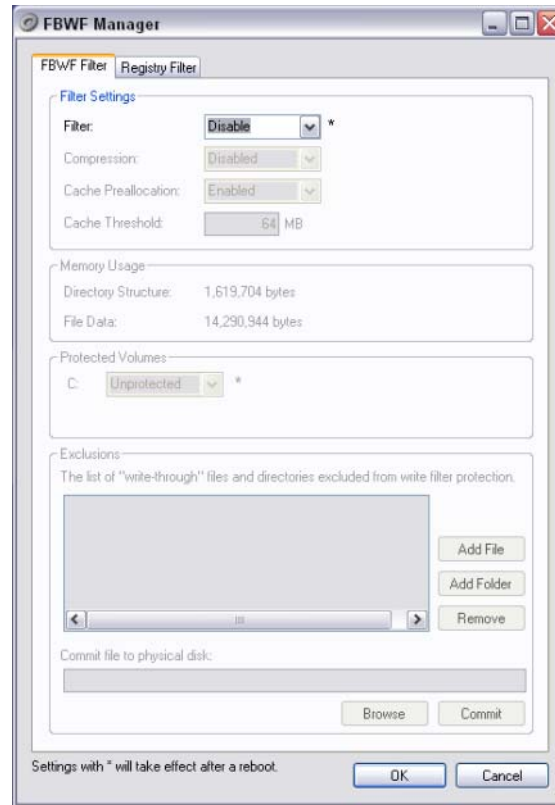 FBWF Manager
FBWF Filter Registry Filter
Filter Settings
Filter: Disable *
Compression: Disabled
Cache Preallocation: Enabled
Cache Threshold: 64 MB
Memory Usage
Directory Structure: 1,619,704 bytes
File Data: 14,290,944 bytes
Protected Volumes
C: Unprotected *
Exclusions
The list of "write-through" files and directories excluded from write filter protection.
Add File
Add Folder
Remove
Commit file to physical disk:
Browse Commit
Settings with * will take effect after a reboot.
OK Cancel